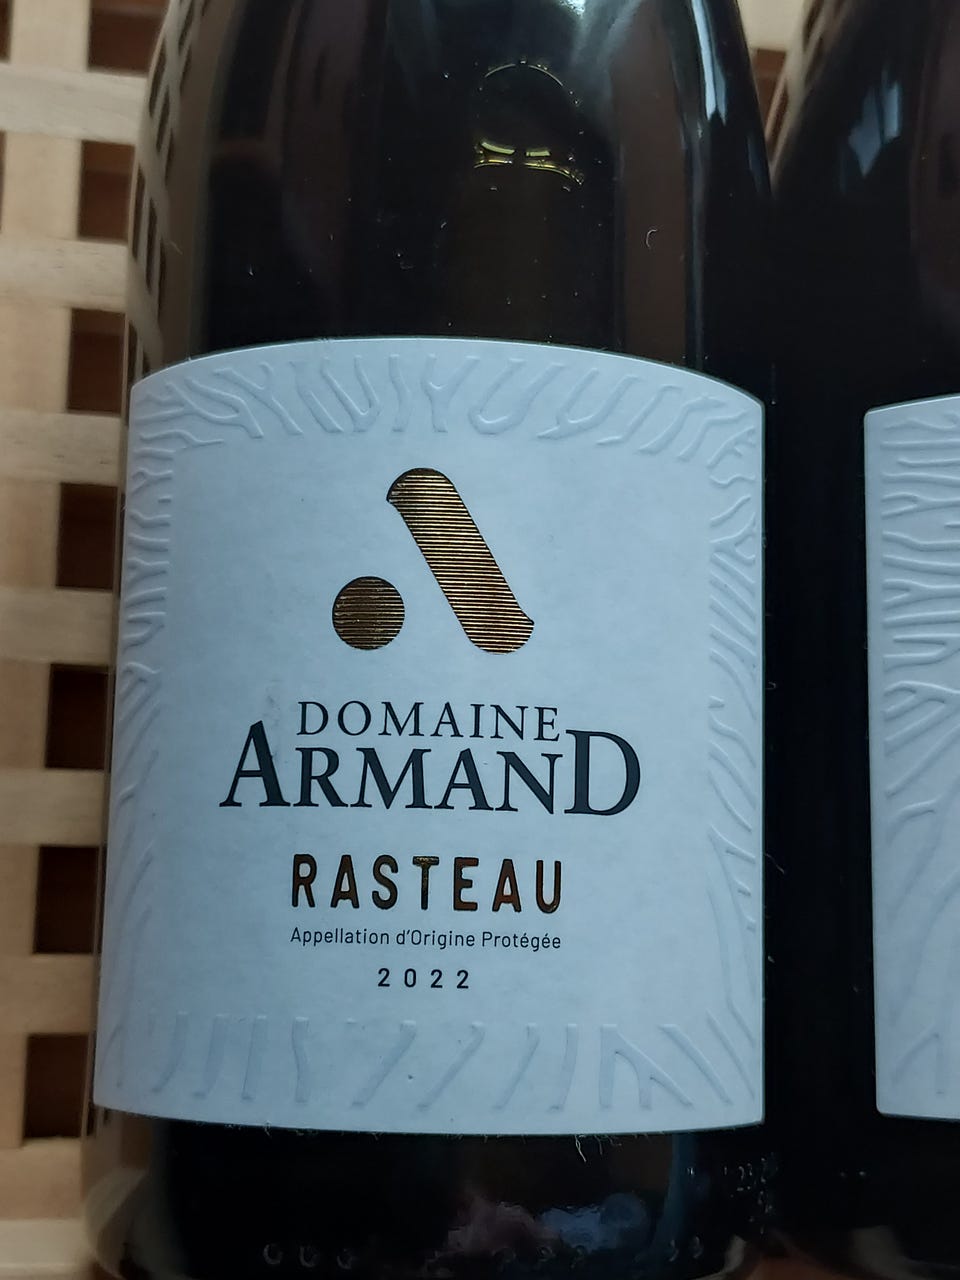 DOMAINE
ARMAND
RASTEAU
Appellation d'Origine Protégée
2022